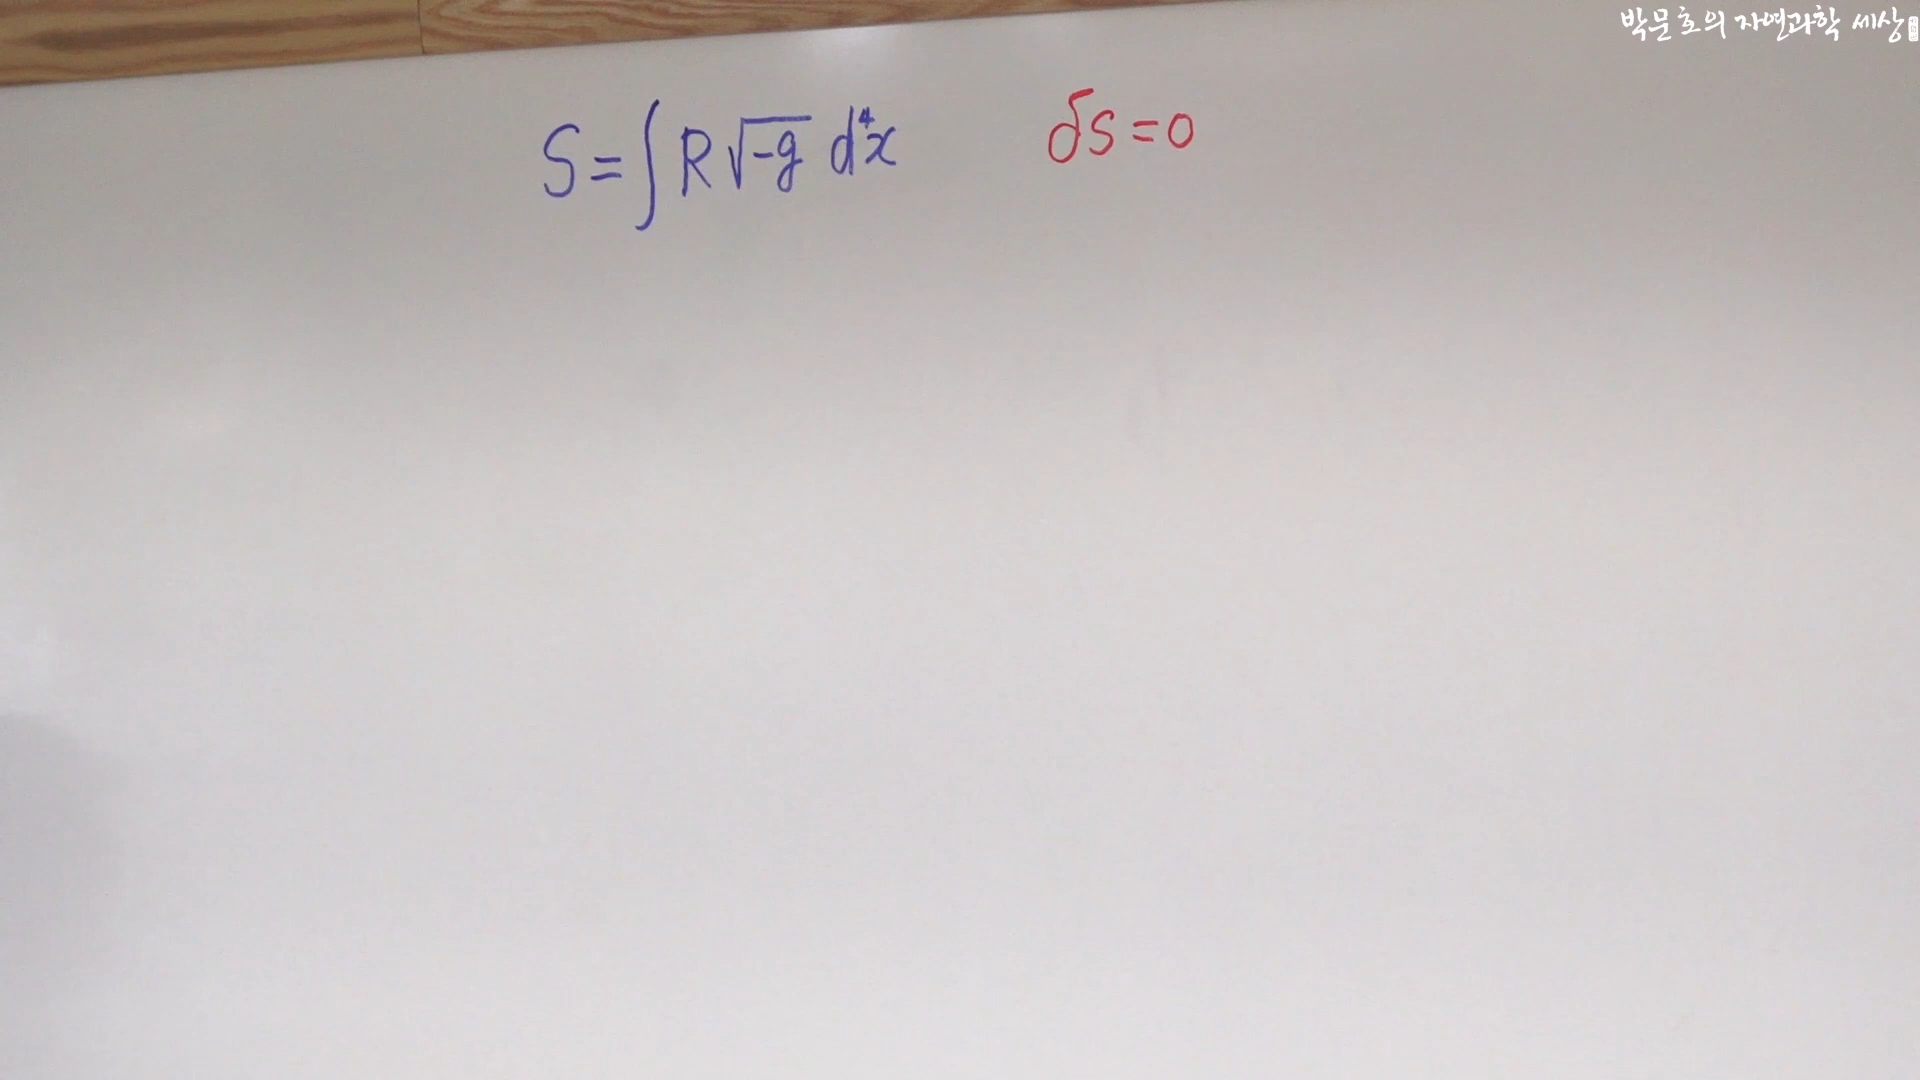 박문호의 자연과학 세상
S = ∫ R √-g d⁴x δS = 0